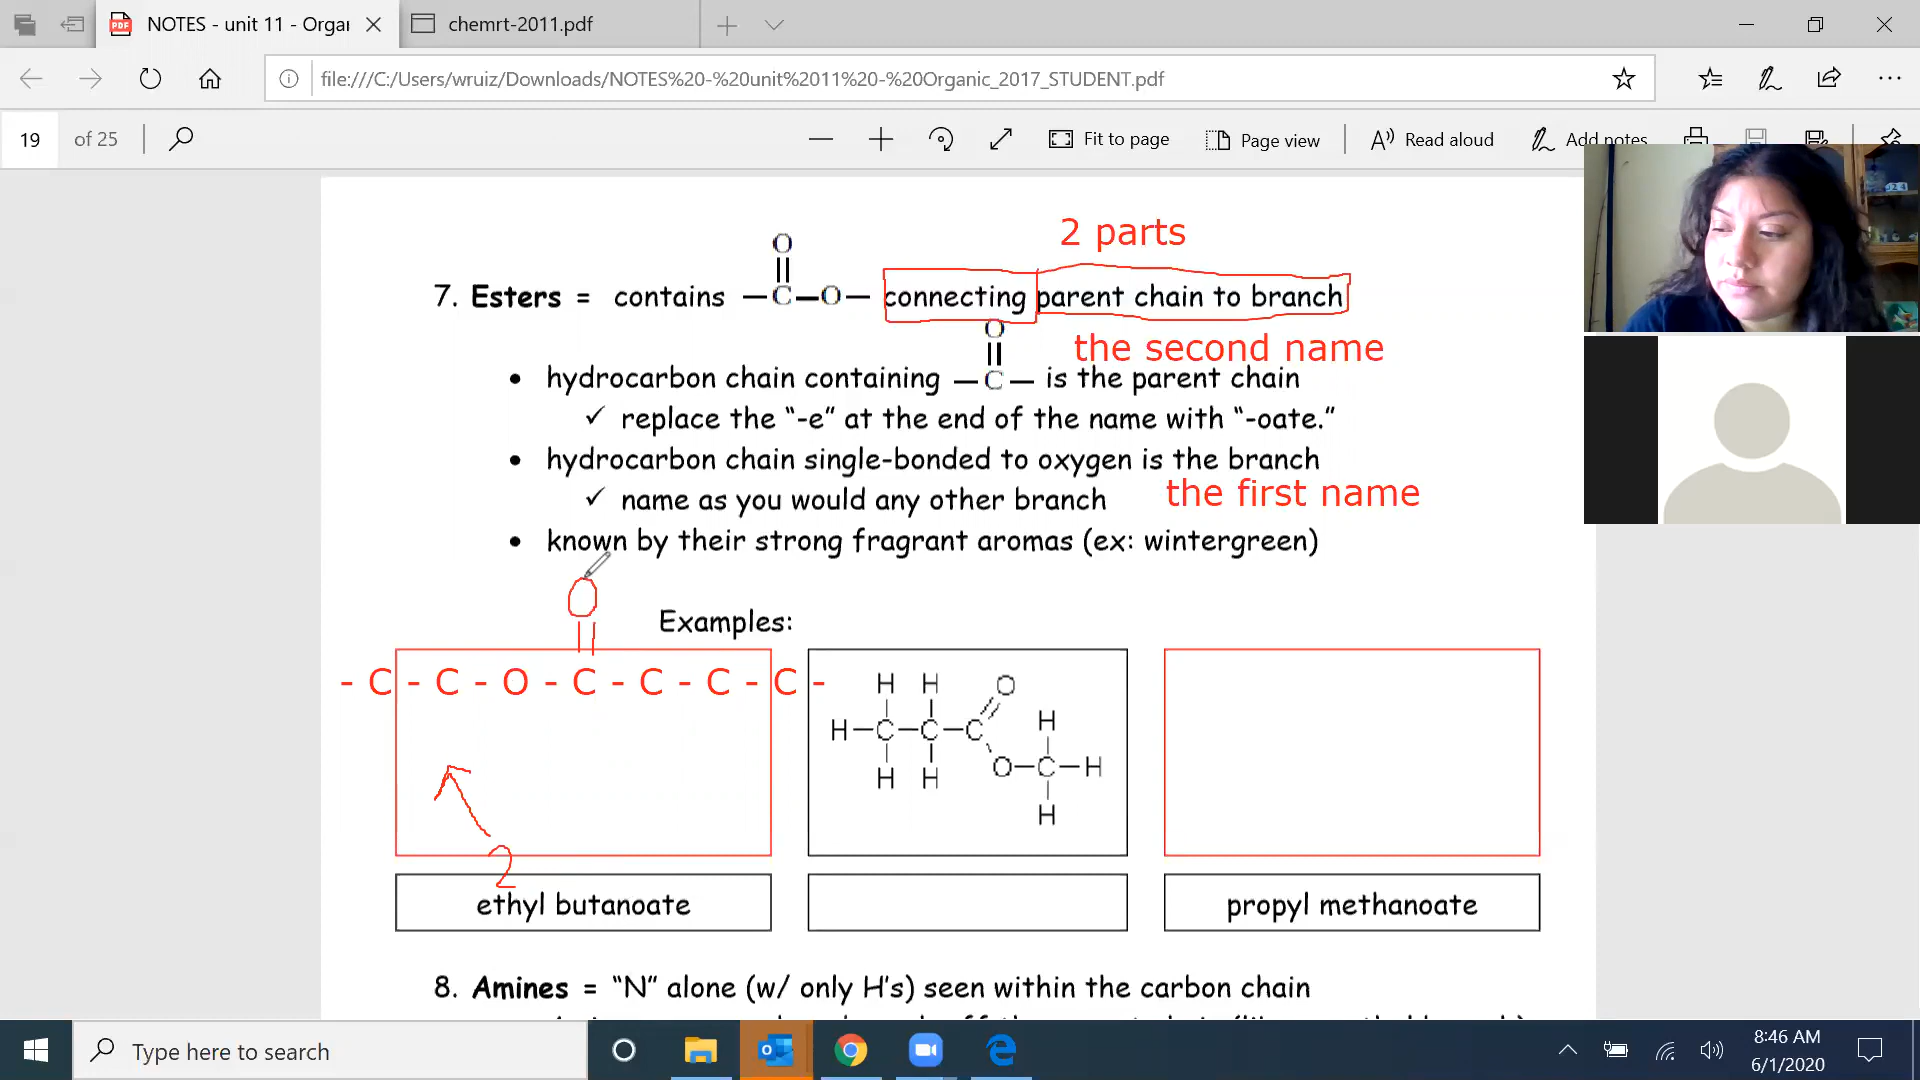 NOTES - unit 11 - Organ
chemrt-2011.pdf
file:///C:/Users/wruiz/Downloads/NOTES%20-%20unit%2011%20-%20Organic_2017_STUDENT.pdf
19 of 25
Fit to page
Page view
Read aloud
Add notes
2 parts
O
7. Esters = contains –C–O– connecting parent chain to branch
O
the second name
• hydrocarbon chain containing –C– is the parent chain
✓ replace the “-e” at the end of the name with “-oate.”
• hydrocarbon chain single-bonded to oxygen is the branch
✓ name as you would any other branch
the first name
• known by their strong fragrant aromas (ex: wintergreen)
O
Examples:
- C - C - O - C - C - C - C -
H H O
H–C–C–C H
H H O–C–H
H
2
ethyl butanoate
propyl methanoate
8. Amines = “N” alone (w/ only H’s) seen within the carbon chain
Type here to search
8:46 AM
6/1/2020